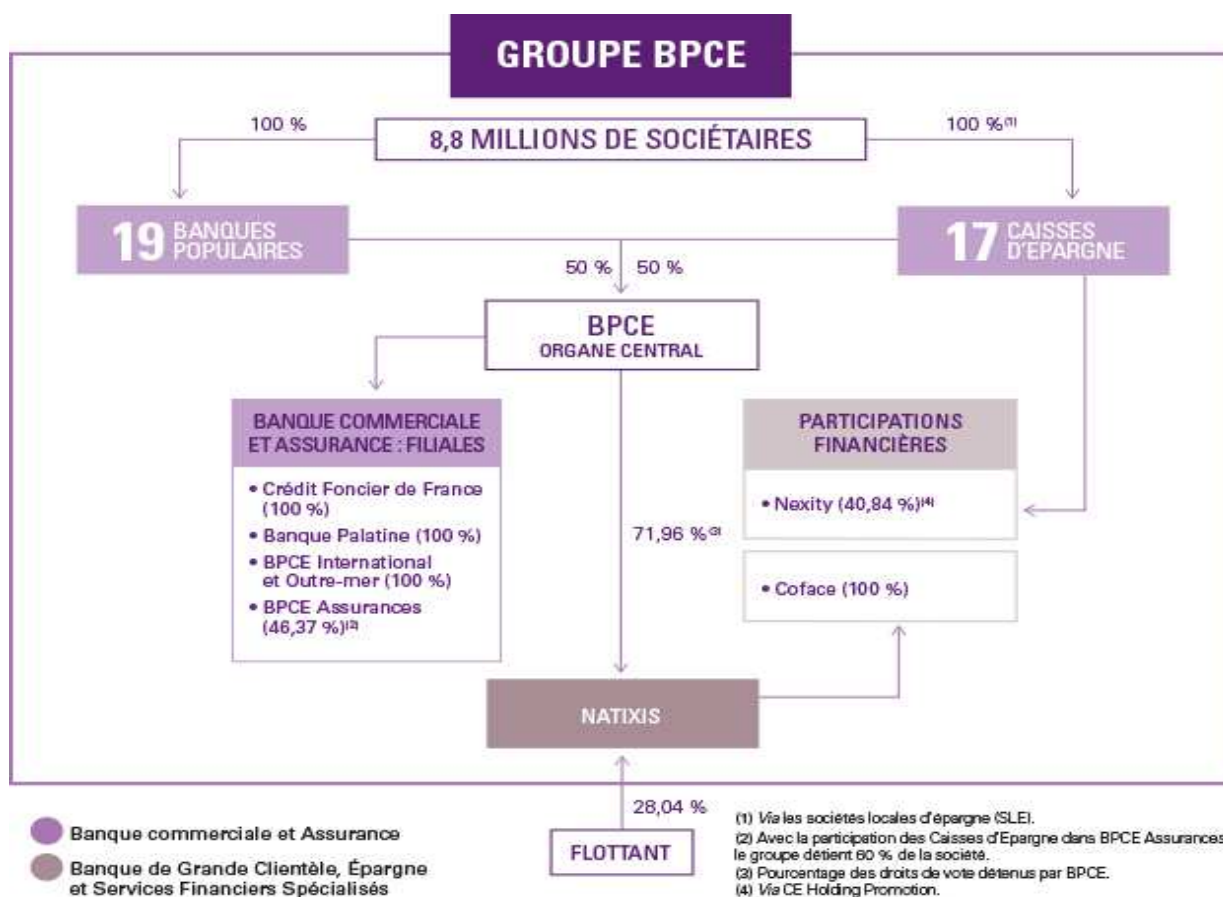 GROUPE BPCE
100 %
8,8 MILLIONS DE SOCIÉTAIRES
100 %(1)
19 BANQUES
POPULAIRES
17 CAISSES
D'EPARGNE
50 %
50 %
BPCE
ORGANE CENTRAL
BANQUE COMMERCIALE
ET ASSURANCE : FILIALES
• Crédit Foncier de France
(100 %)
• Banque Palatine (100 %)
• BPCE International
et Outre-mer (100 %)
• BPCE Assurances
(46,37 %)(2)
71,96 %(3)
PARTICIPATIONS
FINANCIÈRES
• Nexity (40,84 %)(4)
• Coface (100 %)
NATIXIS
28,04 %
FLOTTANT
Banque commerciale et Assurance
Banque de Grande Clientèle, Épargne
et Services Financiers Spécialisés
(1) Via les sociétés locales d'épargne (SLE).
(2) Avec la participation des Caisses d'Epargne dans BPCE Assurances
le groupe détient 60 % de la société.
(3) Pourcentage des droits de vote détenus par BPCE.
(4) Via CE Holding Promotion.